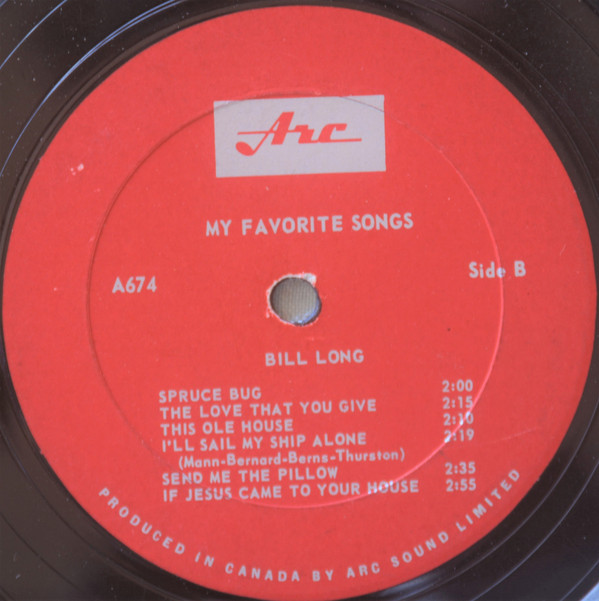 Arc
MY FAVORITE SONGS
A674
Side B
BILL LONG
SPRUCE BUG 2:00
THE LOVE THAT YOU GIVE 2:15
THIS OLE HOUSE 2:10
I'LL SAIL MY SHIP ALONE 2:19
(Mann-Bernard-Berns-Thurston)
SEND ME THE PILLOW 2:35
IF JESUS CAME TO YOUR HOUSE 2:55
PRODUCED IN CANADA BY ARC SOUND LIMITED